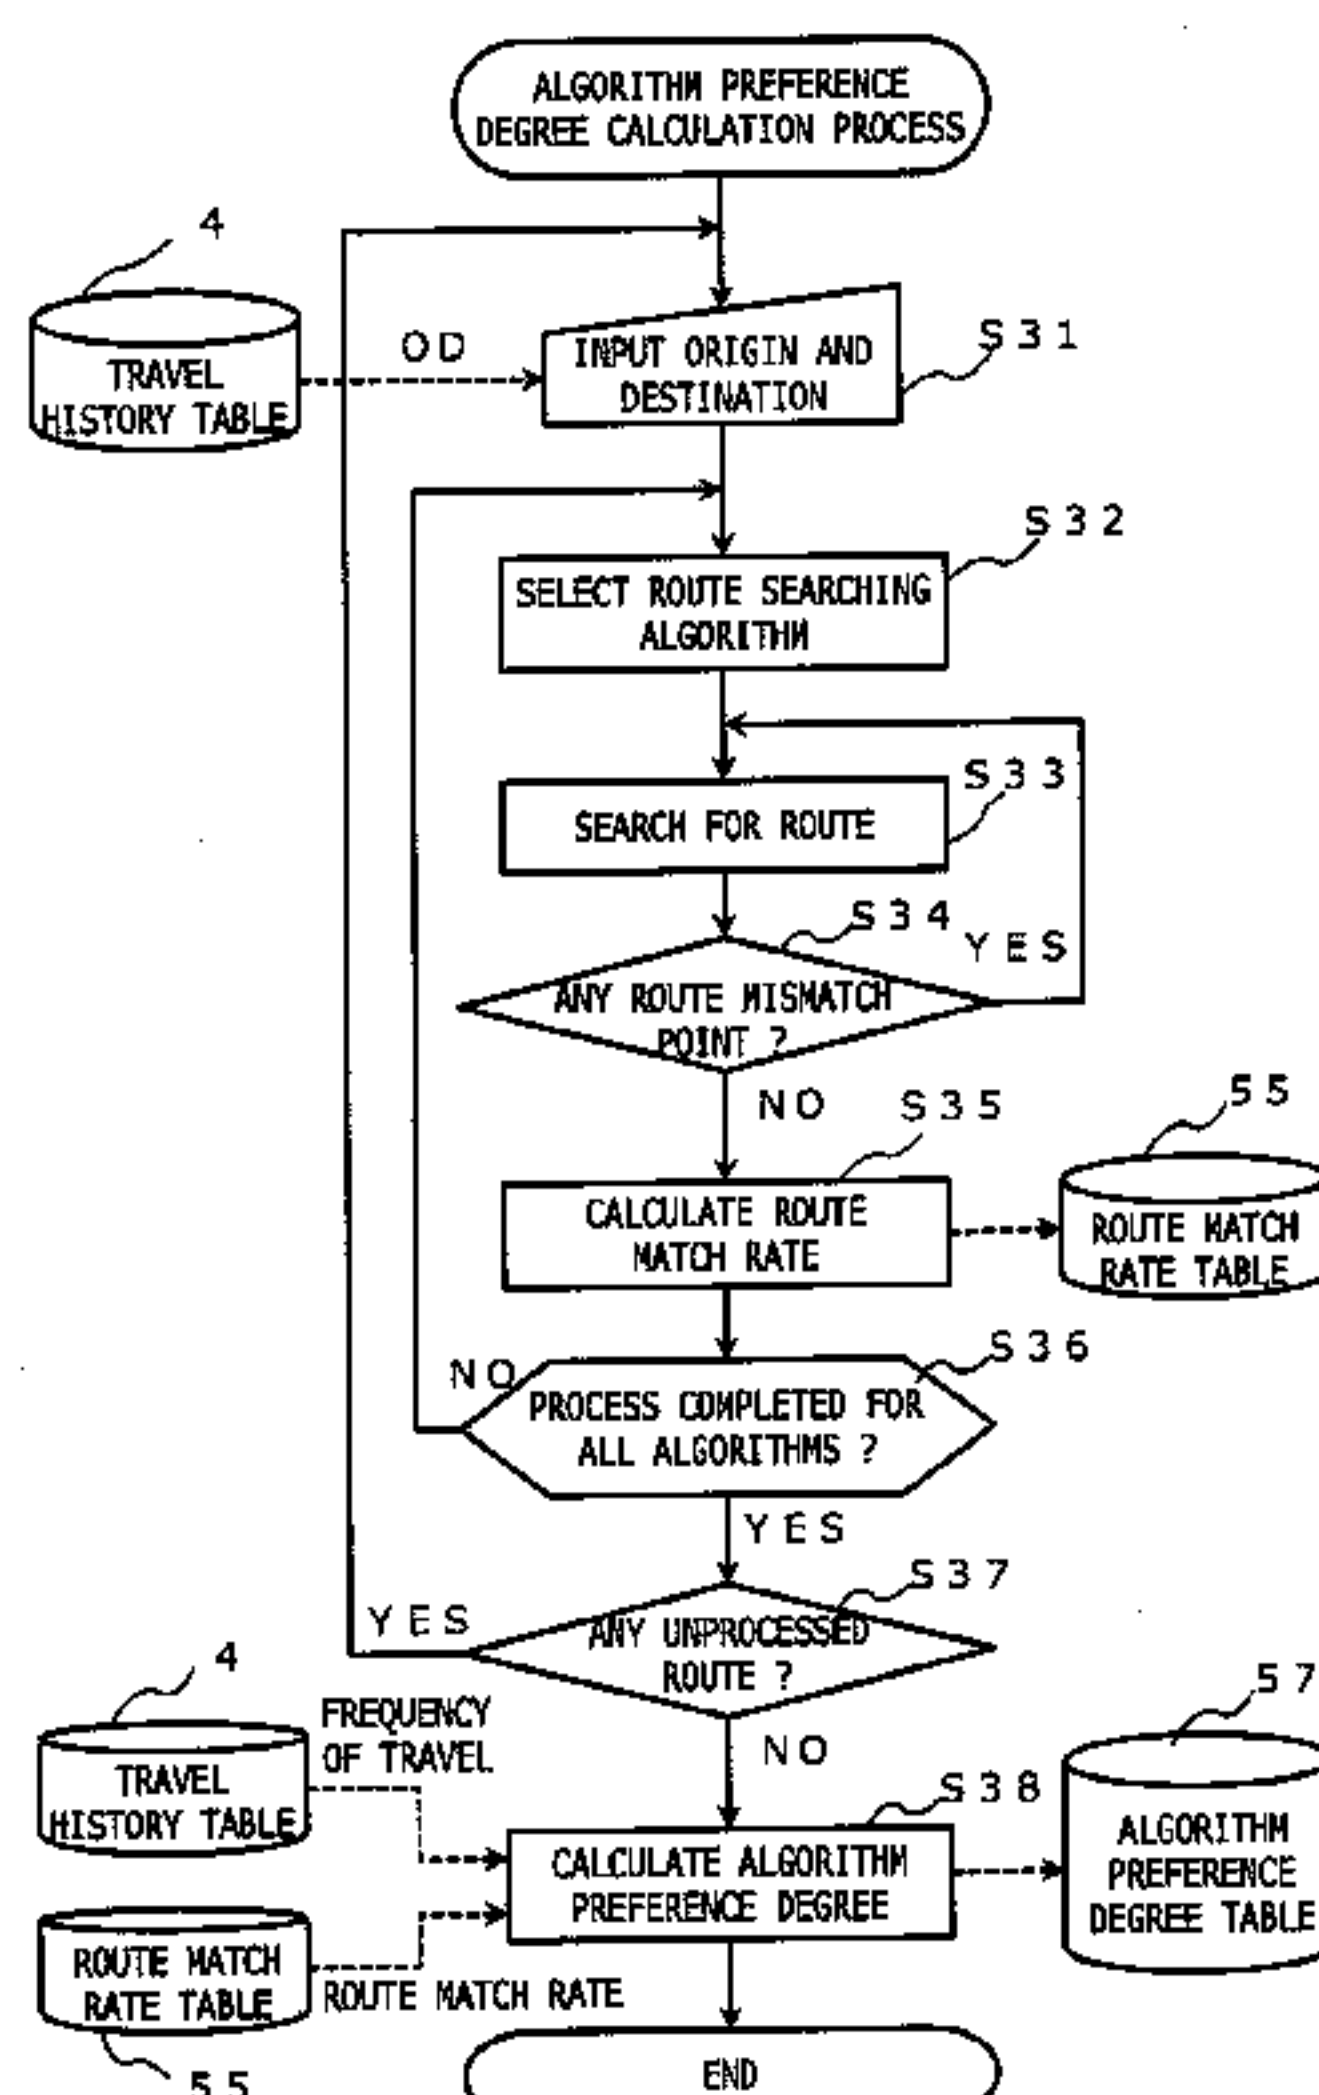 ALGORITHM PREFERENCE
DEGREE CALCULATION PROCESS
4
TRAVEL
HISTORY TABLE
OD
INPUT ORIGIN AND
DESTINATION
S31
S32
SELECT ROUTE SEARCHING
ALGORITHM
S33
SEARCH FOR ROUTE
S34
YES
ANY ROUTE MISMATCH
POINT ?
NO
S35
55
CALCULATE ROUTE
MATCH RATE
ROUTE MATCH
RATE TABLE
S36
NO
PROCESS COMPLETED FOR
ALL ALGORITHMS ?
YES
S37
YES
ANY UNPROCESSED
ROUTE ?
4
FREQUENCY
OF TRAVEL
NO
57
TRAVEL
HISTORY TABLE
S38
CALCULATE ALGORITHM
PREFERENCE DEGREE
ALGORITHM
PREFERENCE
DEGREE TABLE
ROUTE MATCH
RATE TABLE
ROUTE MATCH RATE
55
END